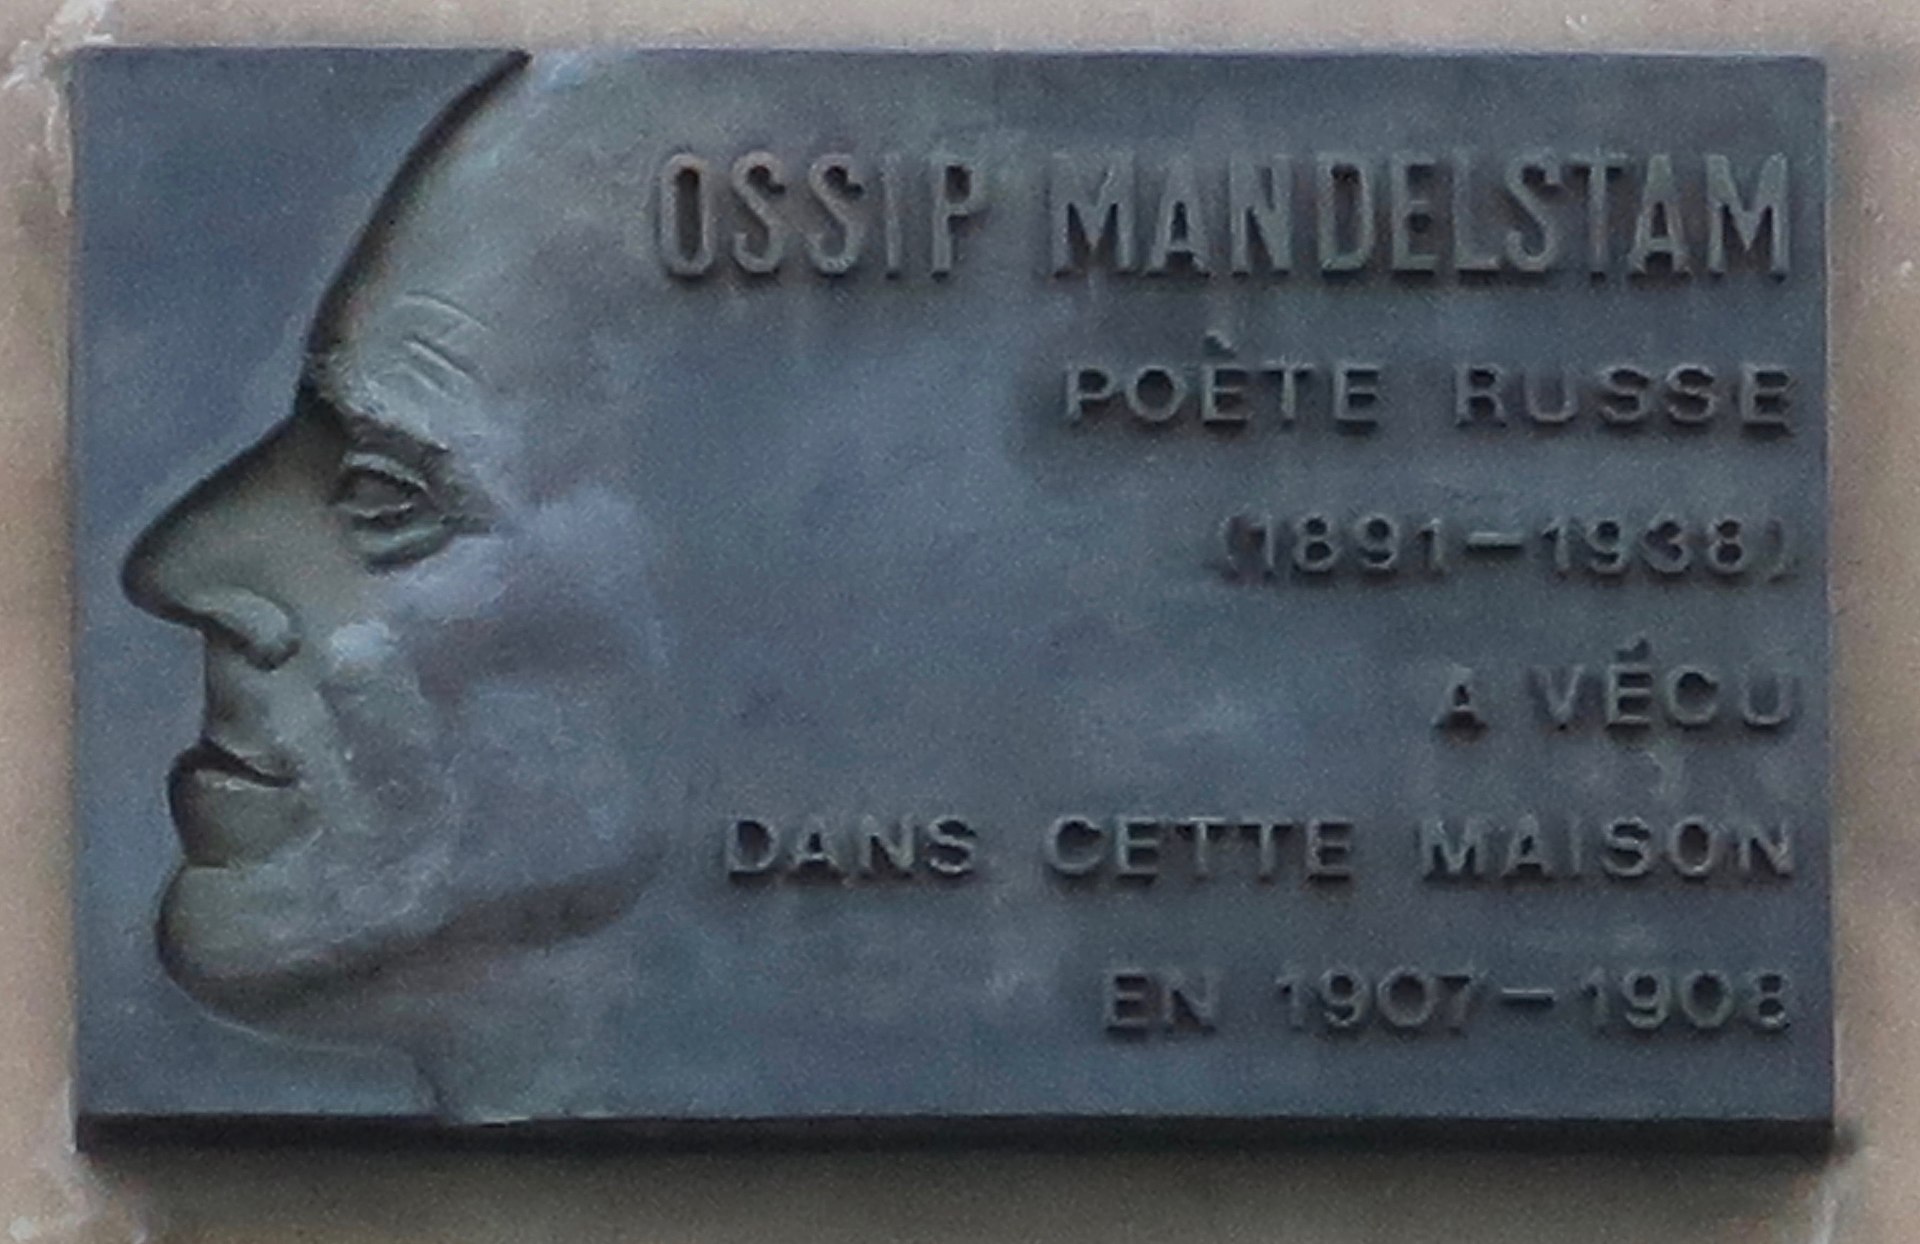 OSSIP MANDELSTAM
POÈTE RUSSE
(1891-1938)
A VÉCU
DANS CETTE MAISON
EN 1907-1908